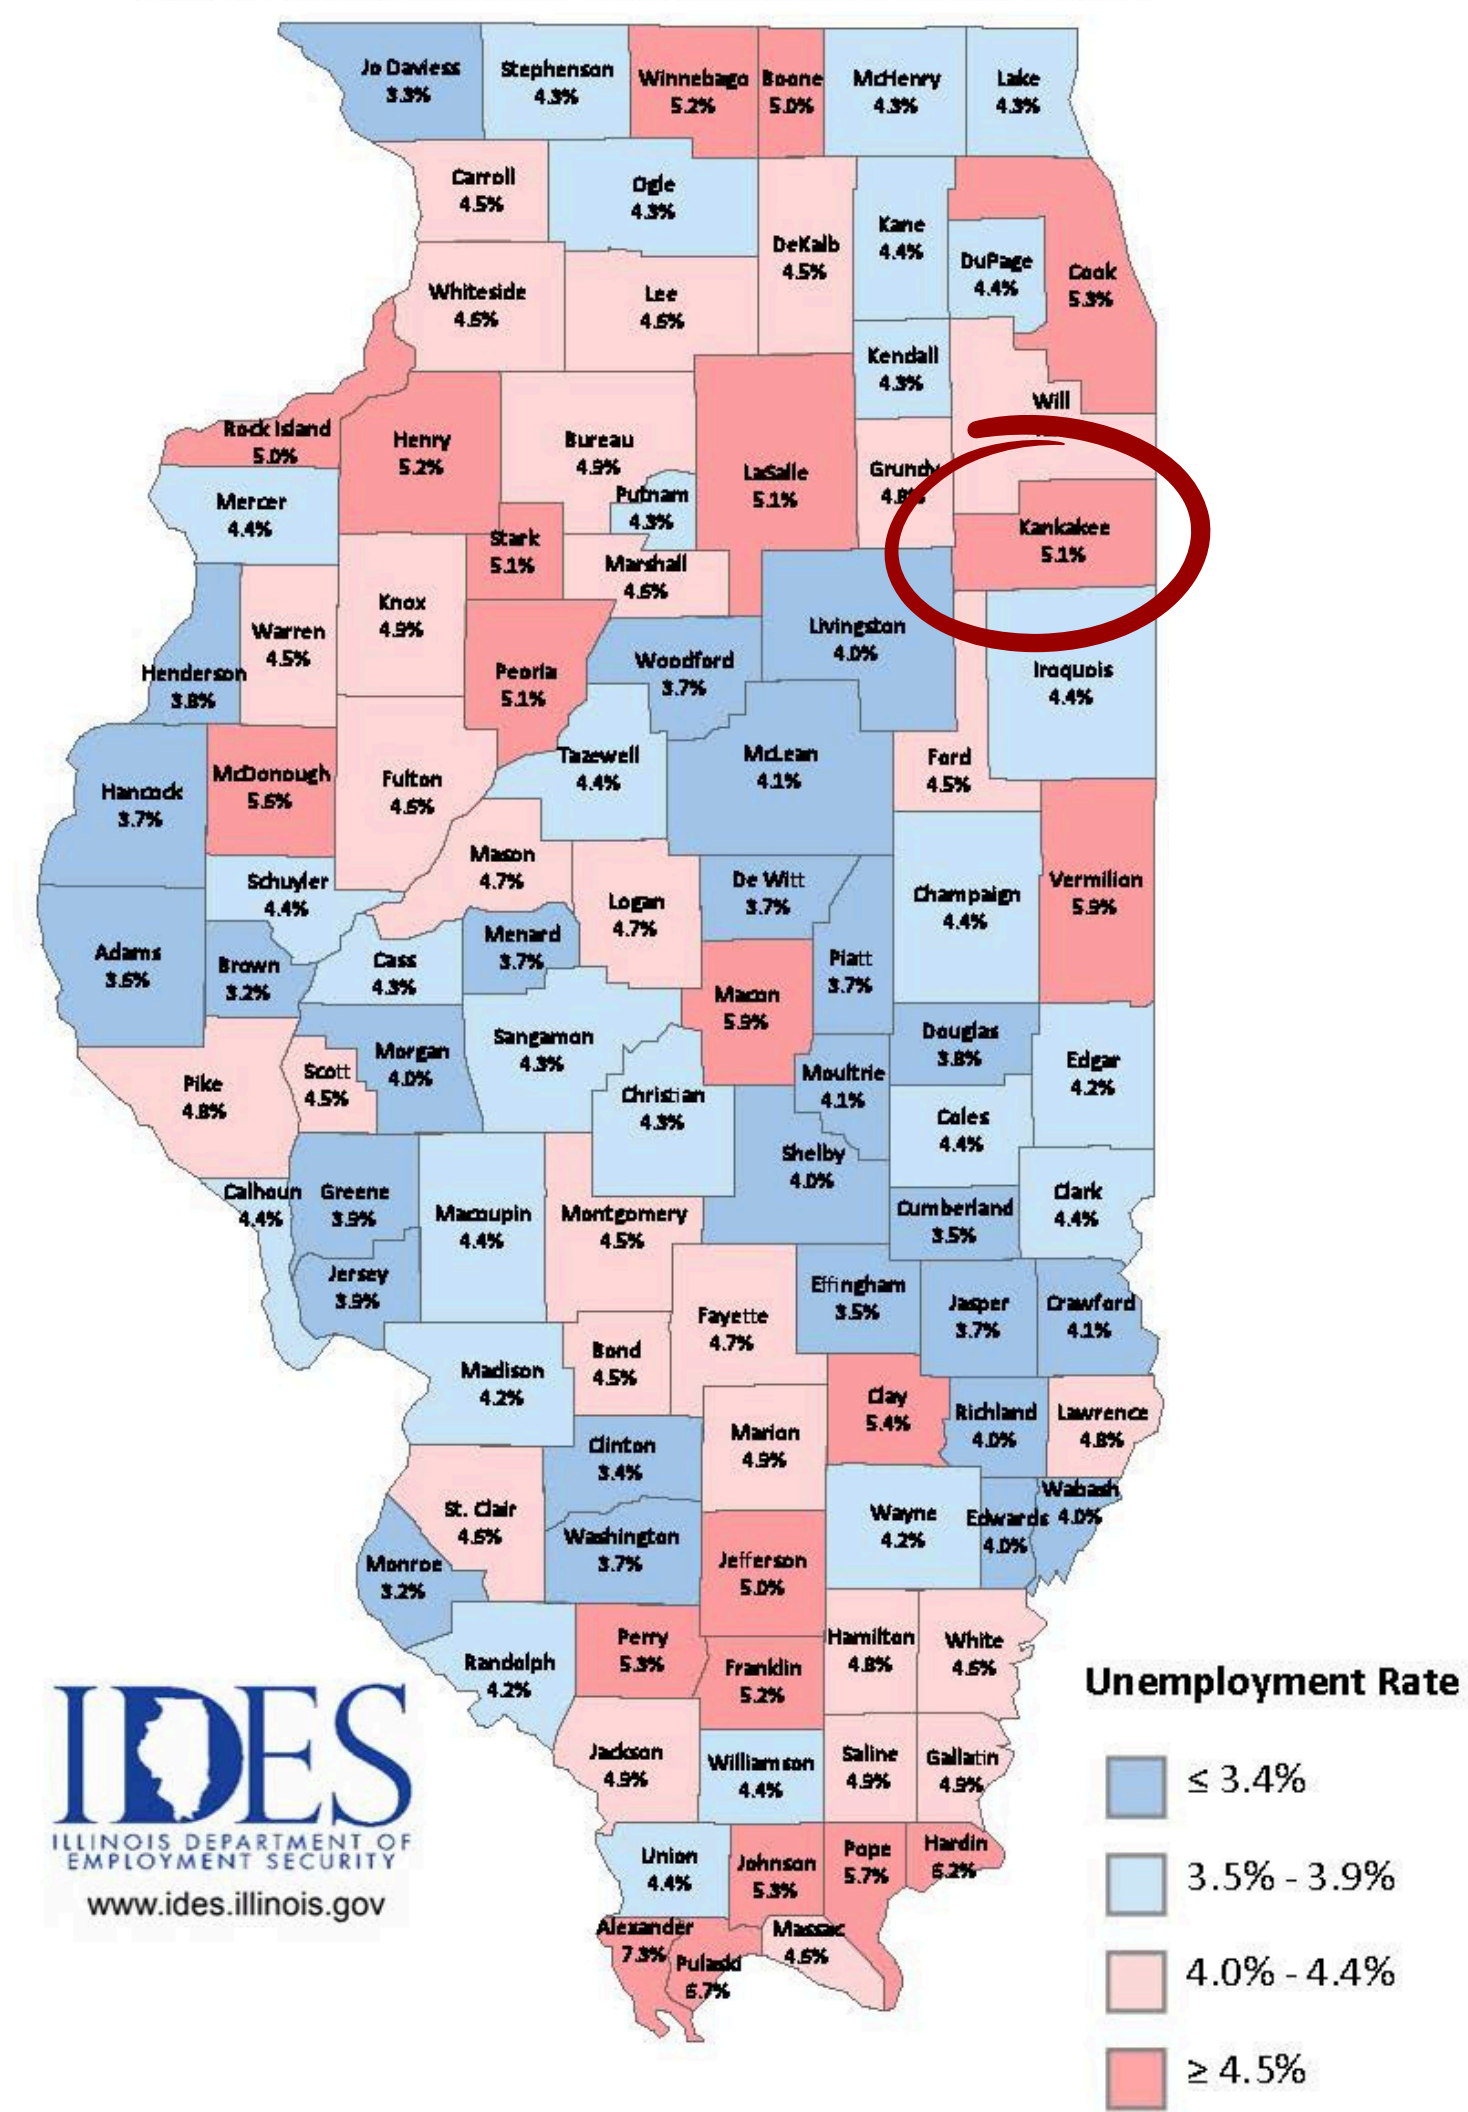 Jo Daviess
3.3%
Stephenson
4.3%
Winnebago
5.2%
Boone
5.0%
McHenry
4.3%
Lake
4.3%
Carroll
4.5%
Ogle
4.3%
DeKalb
4.5%
Kane
4.4%
DuPage
4.4%
Cook
5.3%
Whiteside
4.6%
Lee
4.6%
Kendall
4.3%
Will
Rock Island
5.0%
Henry
5.2%
Bureau
4.9%
LaSalle
5.1%
Grundy
4.8%
Mercer
4.4%
Putnam
4.3%
Kankakee
5.1%
Stark
5.1%
Marshall
4.6%
Knox
4.9%
Warren
4.5%
Henderson
3.8%
Peoria
5.1%
Woodford
3.7%
Livingston
4.0%
Iroquois
4.4%
Hancock
3.7%
McDonough
5.6%
Fulton
4.6%
Tazewell
4.4%
McLean
4.1%
Ford
4.5%
Schuyler
4.4%
Mason
4.7%
Logan
4.7%
De Witt
3.7%
Champaign
4.4%
Vermilion
5.9%
Adams
3.6%
Brown
3.2%
Cass
4.3%
Menard
3.7%
Piatt
3.7%
Macon
5.9%
Sangamon
4.3%
Morgan
4.0%
Scott
4.5%
Pike
4.8%
Christian
4.3%
Moultrie
4.1%
Douglas
3.8%
Edgar
4.2%
Coles
4.4%
Shelby
4.0%
Calhoun
4.4%
Greene
3.9%
Macoupin
4.4%
Montgomery
4.5%
Cumberland
3.5%
Clark
4.4%
Jersey
3.9%
Fayette
4.7%
Effingham
3.5%
Jasper
3.7%
Crawford
4.1%
Madison
4.2%
Bond
4.5%
Clay
5.4%
Richland
4.0%
Lawrence
4.8%
Marion
4.9%
Clinton
3.4%
St. Clair
4.6%
Washington
3.7%
Wayne
4.2%
Edwards
4.0%
Wabash
4.0%
Monroe
3.2%
Jefferson
5.0%
Randolph
4.2%
Perry
5.3%
Franklin
5.2%
Hamilton
4.8%
White
4.6%
Jackson
4.9%
Williamson
4.4%
Saline
4.9%
Gallatin
4.9%
Union
4.4%
Johnson
5.3%
Pope
5.7%
Hardin
6.2%
Alexander
7.3%
Pulaski
6.7%
Massac
4.6%
IDES
ILLINOIS DEPARTMENT OF
EMPLOYMENT SECURITY
www.ides.illinois.gov
Unemployment Rate
≤ 3.4%
3.5% - 3.9%
4.0% - 4.4%
≥ 4.5%